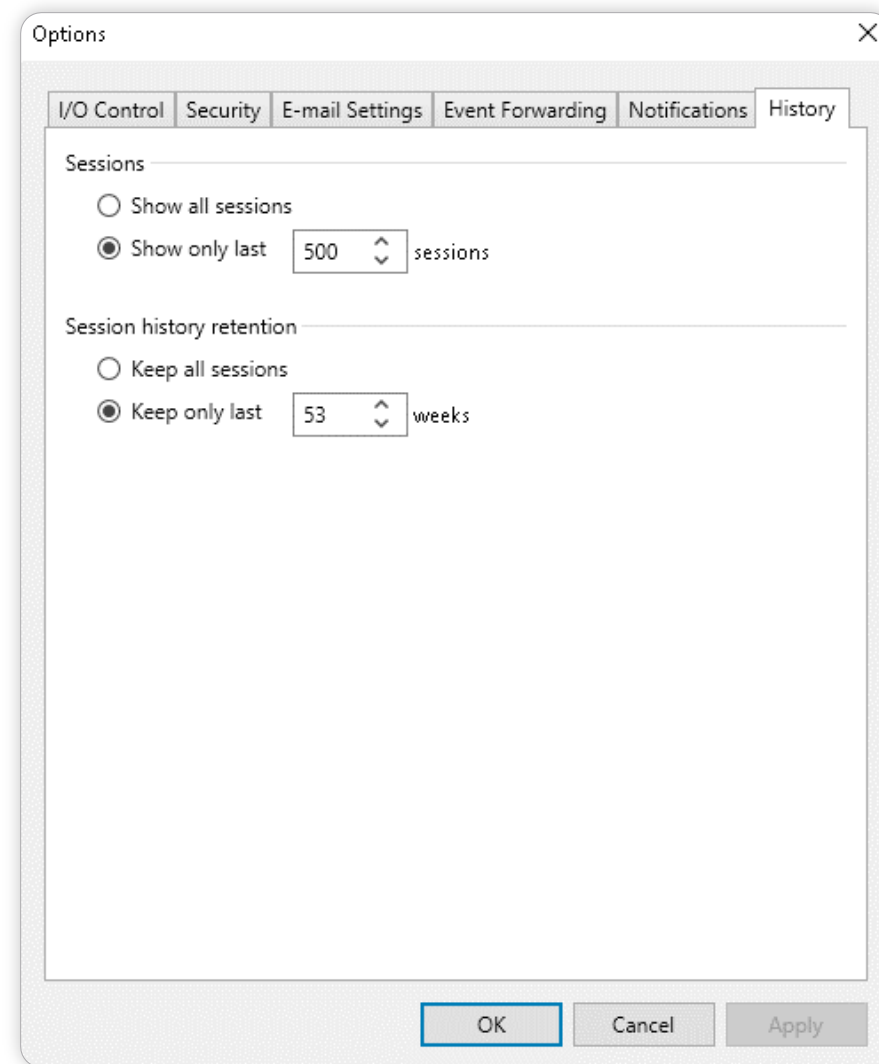 Options
I/O Control Security E-mail Settings Event Forwarding Notifications History
Sessions
Show all sessions
Show only last 500 sessions
Session history retention
Keep all sessions
Keep only last 53 weeks
OK Cancel Apply